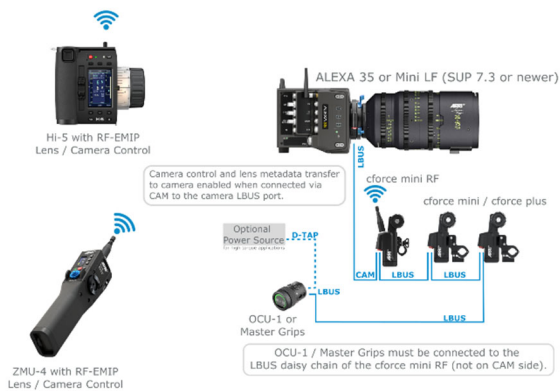 ALEXA 35 or Mini LF (SUP 7.3 or newer)
Hi-5 with RF-EMIP
Lens / Camera Control
LBUS
Camera control and lens metadata transfer
to camera enabled when connected via
CAM to the camera LBUS port.
cforce mini RF
cforce mini / cforce plus
Optional
Power Source
D-TAP
CAM
LBUS
LBUS
LBUS
OCU-1 or
Master Grips
LBUS
OCU-1 / Master Grips must be connected to the
LBUS daisy chain of the cforce mini RF (not on CAM side).
ZMU-4 with RF-EMIP
Lens / Camera Control